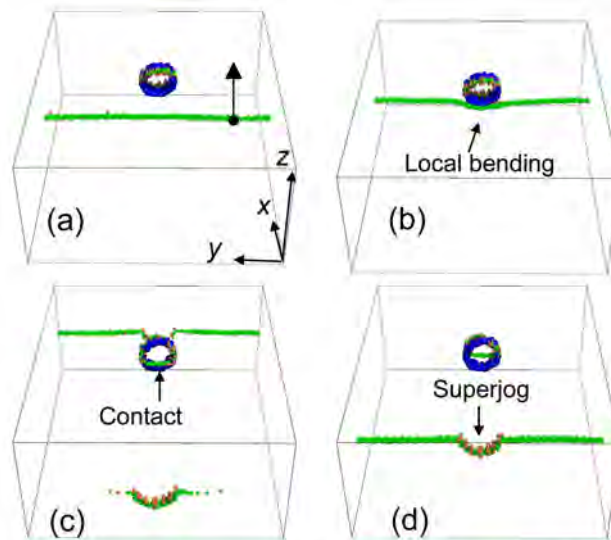 z
x
y
(a)
Local bending
(b)
Contact
(c)
Superjog
(d)